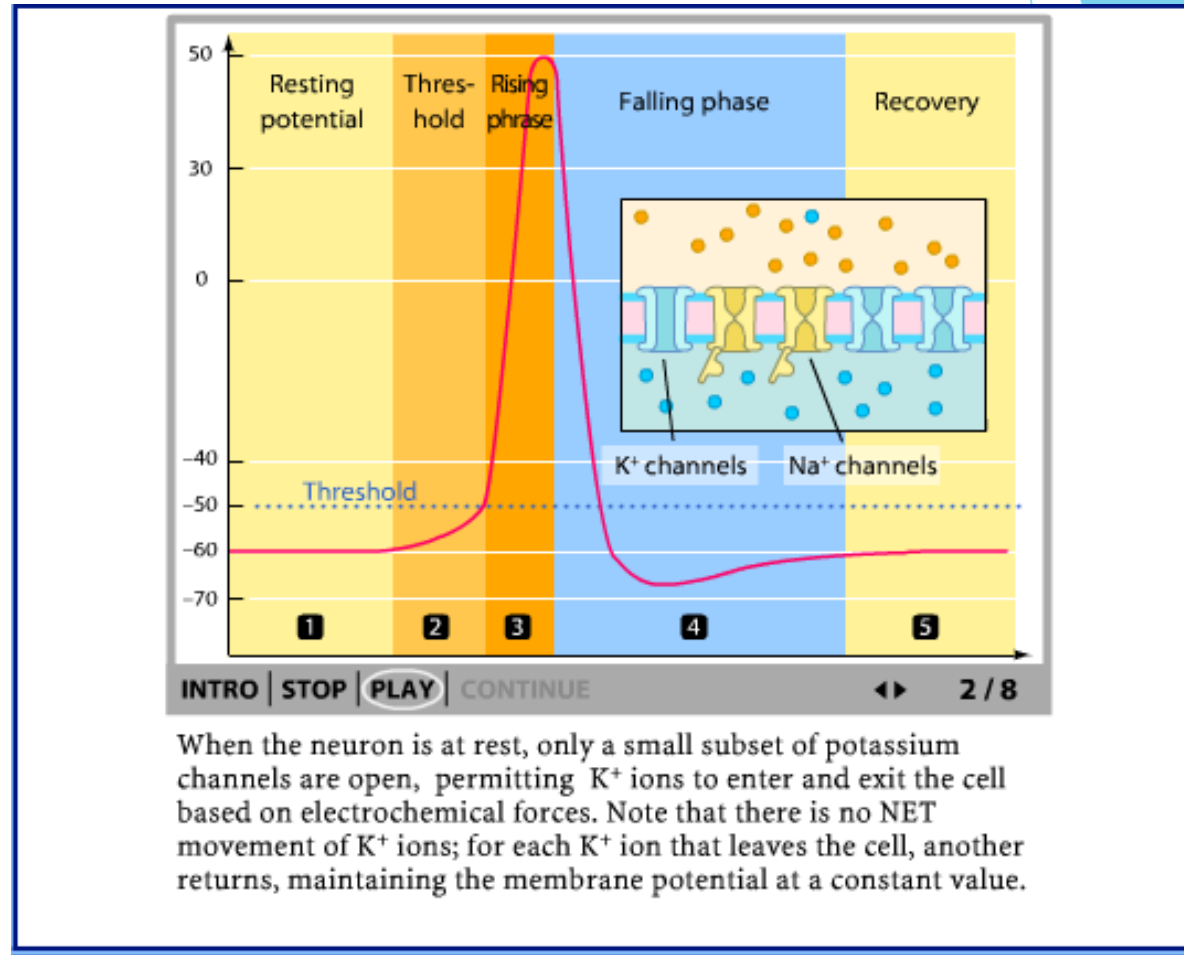 50
30
0
–40
–50
–60
–70
Resting
potential
Thres-
hold
Rising
phrase
Falling phase
Recovery
K⁺ channels
Na⁺ channels
Threshold
1
2
3
4
5
INTRO | STOP | PLAY | CONTINUE
2 / 8
When the neuron is at rest, only a small subset of potassium
channels are open, permitting K⁺ ions to enter and exit the cell
based on electrochemical forces. Note that there is no NET
movement of K⁺ ions; for each K⁺ ion that leaves the cell, another
returns, maintaining the membrane potential at a constant value.